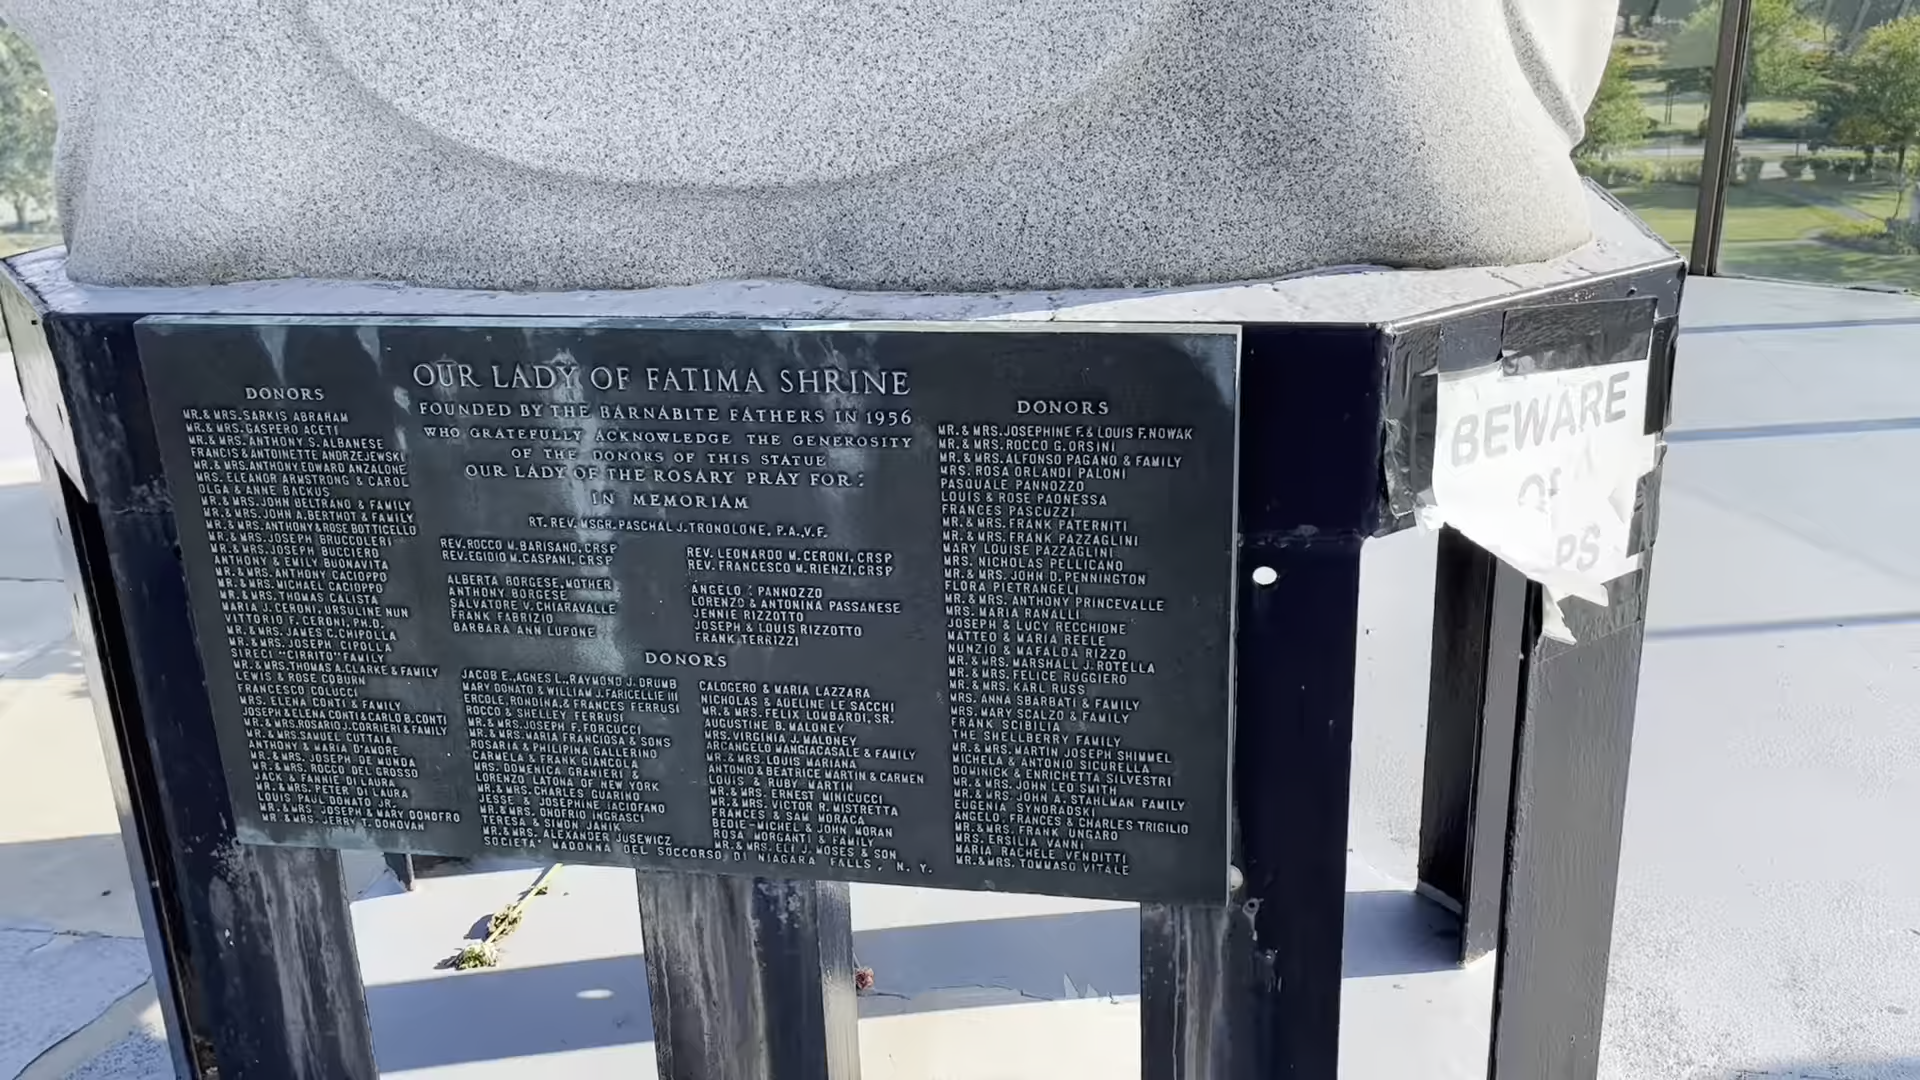 OUR LADY OF FATIMA SHRINE
FOUNDED BY THE BARNABITE FATHERS IN 1956
WHO GRATEFULLY ACKNOWLEDGE THE GENEROSITY
OF THE DONORS OF THIS STATUE
OUR LADY OF THE ROSARY PRAY FOR:
IN MEMORIAM
RT. REV. MSGR. PASCHAL J. TRONOLONE, P.A., V.F.
REV. ROCCO M. BARISANO, CRSP
REV. EGIDIO M. CASPANI, CRSP
ALBERTA BORGESE, MOTHER
ANTHONY BORGESE
SALVATORE V. CHIARAVALLE
FRANK FABRIZIO
BARBARA ANN LUPONE
REV. LEONARDO M. CERONI, CRSP
REV. FRANCESCO M. RIENZI, CRSP
ANGELO PANNOZZO
LORENZO & ANTONINA PASSANESE
JENNIE RIZZOTTO
JOSEPH & LOUIS RIZZOTTO
FRANK TERRIZZI
DONORS
MR. & MRS. SARKIS ABRAHAM
MR. & MRS. GASPERO ACETI
MR. & MRS. ANTHONY S. ALBANESE
FRANCIS & ANTOINETTE ANDRZEJEWSKI
MR. & MRS. ANTHONY EDWARD ANZALONE
MRS. ELEANOR ARMSTRONG & CAROL
OLGA & ANNE BACKUS
MR. & MRS. JOHN BELTRANO & FAMILY
MR. & MRS. JOHN A. BERTHOT & FAMILY
MR. & MRS. ANTHONY & ROSE BOTTICELLO
MR. & MRS. JOSEPH BRUCCOLERI
MR. & MRS. JOSEPH BUCCIERO
ANTHONY & EMILY BUONAVITA
MR. & MRS. ANTHONY CACIOPPO
MR. & MRS. MICHAEL CACIOPPO
MR. & MRS. THOMAS CALISTA
MARIA J. CERONI, URSULINE NUN
VITTORIO F. CERONI, PH.D.
MR. & MRS. JAMES C. CHIPOLLA
MR. & MRS. JOSEPH CIPOLLA
SIRECI "CIRRITO" FAMILY
MR. & MRS. THOMAS A. CLARKE & FAMILY
LEWIS & ROSE COBURN
FRANCESCO COLUCCI
MRS. ELENA CONTI & FAMILY
JOSEPH & ELENA CONTI & CARLO B. CONTI
MR. & MRS. ROSARIO J. CORRIERI & FAMILY
MR. & MRS. SAMUEL CUTTAIA
ANTHONY & MARIA D'AMORE
MR. & MRS. JOSEPH DE MUNDA
MR. & MRS. ROCCO DEL GROSSO
JACK & FANNIE DI LAURA
MR. & MRS. PETER DI LAURA
LOUIS PAUL DONATO JR.
MR. & MRS. JOSEPH & MARY DONOFRO
MR. & MRS. JERRY T. DONOVAN
DONORS
JACOB E., AGNES L., RAYMOND J. DRUMB
MARY DONATO & WILLIAM J. FARICELLIE III
ERCOLE, RONDINA, & FRANCES FERRUSI
ROCCO & SHELLEY FERRUSI
MR. & MRS. JOSEPH F. FORCUCCI
MR. & MRS. MARIA FRANCIOSA & SONS
ROSARIA & PHILIPINA GALLERINO
CARMELA & FRANK GIANCOLA
MRS. DOMENICA GRANIERI &
LORENZO LATONA OF NEW YORK
MR. & MRS. CHARLES GUARINO
JESSE & JOSEPHINE IACIOFANO
MR. & MRS. ONOFRIO INGRASCI
TERESA & SIMON JANIK
MR. & MRS. ALEXANDER JUSEWICZ
CALOGERO & MARIA LAZZARA
NICHOLAS & ADELINE LE SACCHI
MR. & MRS. FELIX LOMBARDI, SR.
AUGUSTINE B. MALONEY
MRS. VIRGINIA J. MALONEY
ARCANGELO MANGIACASALE & FAMILY
MR. & MRS. LOUIS MARIANA
ANTONIO & BEATRICE MARTIN & CARMEN
LOUIS & RUBY MARTIN
MR. & MRS. ERNEST MINICUCCI
MR. & MRS. VICTOR R. MISTRETTA
FRANCES & SAM MORACA
BEDIE-MICHEL & JOHN MORAN
ROSA MORGANTI & FAMILY
MR. & MRS. ELI J. MOSES & SON
SOCIETA' MADONNA DEL SOCCORSO DI NIAGARA FALLS, N. Y.
DONORS
MR. & MRS. JOSEPHINE F. & LOUIS F. NOWAK
MR. & MRS. ROCCO G. ORSINI
MR. & MRS. ALFONSO PAGANO & FAMILY
MRS. ROSA ORLANDI PALONI
PASQUALE PANNOZZO
LOUIS & ROSE PAONESSA
FRANCES PASCUZZI
MR. & MRS. FRANK PATERNITI
MR. & MRS. FRANK PAZZAGLINI
MARY LOUISE PAZZAGLINI
MRS. NICHOLAS PELLICANO
MR. & MRS. JOHN D. PENNINGTON
FLORA PIETRANGELI
MR. & MRS. ANTHONY PRINCEVALLE
MRS. MARIA RANALLI
JOSEPH & LUCY RECCHIONE
MATTEO & MARIA REELE
NUNZIO & MAFALDA RIZZO
MR. & MRS. MARSHALL J. ROTELLA
MR. & MRS. FELICE RUGGIERO
MR. & MRS. KARL RUSS
MRS. ANNA SBARBATI & FAMILY
MRS. MARY SCALZO & FAMILY
FRANK SCIBILIA
THE SHELLBERRY FAMILY
MR. & MRS. MARTIN JOSEPH SHIMMEL
MICHELA & ANTONIO SICURELLA
DOMINICK & ENRICHETTA SILVESTRI
MR. & MRS. JOHN LEO SMITH
MR. & MRS. JOHN A. STAHLMAN FAMILY
EUGENIA SYNORADSKI
ANGELO, FRANCES & CHARLES TRIGILIO
MR. & MRS. FRANK UNGARO
MRS. ERSILIA VANNI
MARIA RACHELE VENDITTI
MR. & MRS. TOMMASO VITALE
BEWARE
OF